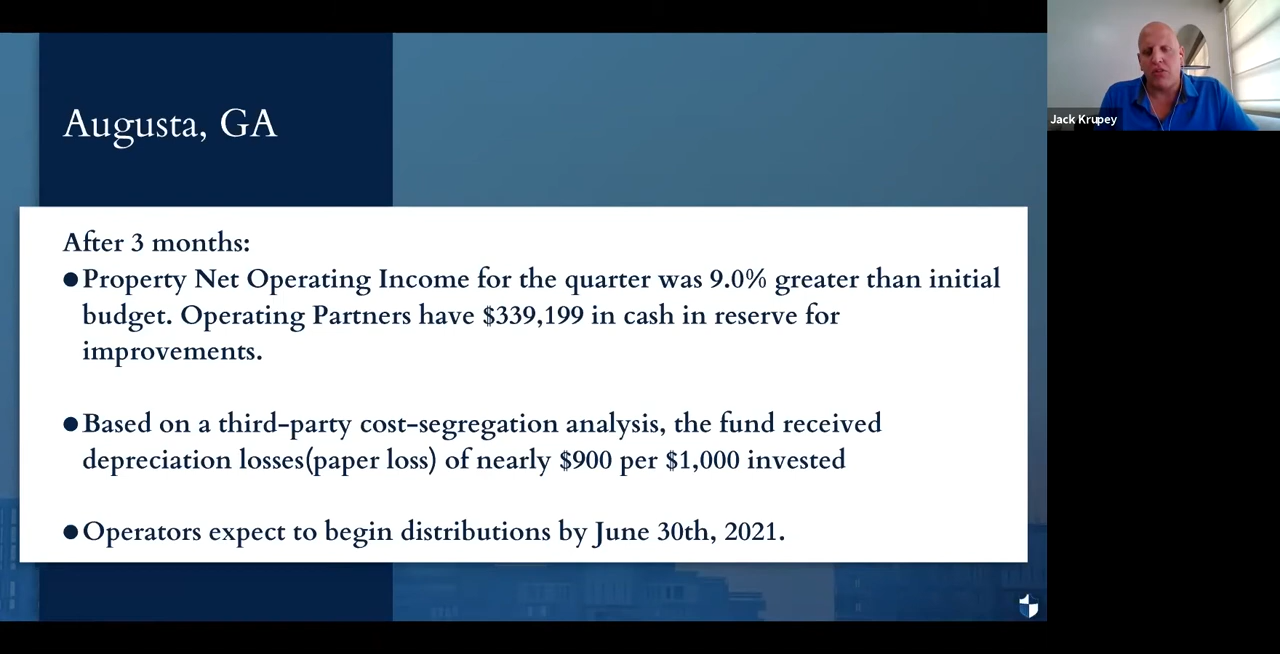 Augusta, GA
Jack Krupey
After 3 months:
●Property Net Operating Income for the quarter was 9.0% greater than initial
budget. Operating Partners have $339,199 in cash in reserve for
improvements.
●Based on a third-party cost-segregation analysis, the fund received
depreciation losses(paper loss) of nearly $900 per $1,000 invested
●Operators expect to begin distributions by June 30th, 2021.